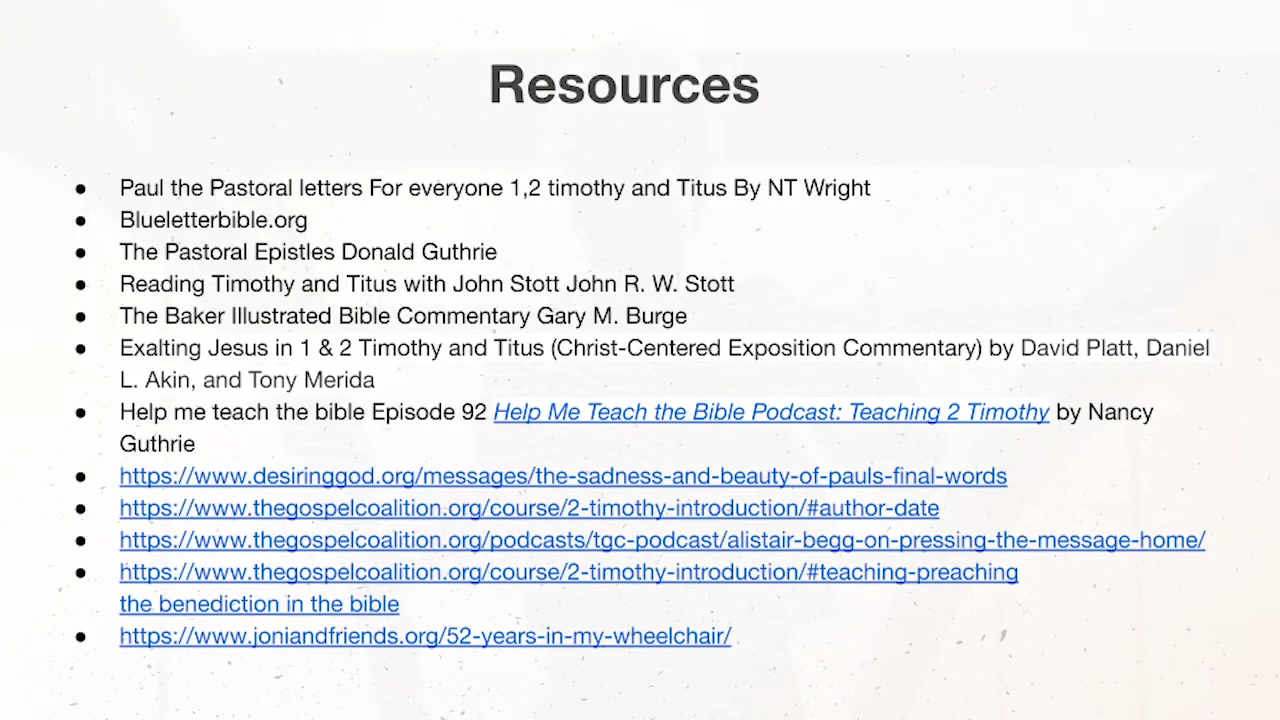 Resources
● Paul the Pastoral letters For everyone 1,2 timothy and Titus By NT Wright
● Blueletterbible.org
● The Pastoral Epistles Donald Guthrie
● Reading Timothy and Titus with John Stott John R. W. Stott
● The Baker Illustrated Bible Commentary Gary M. Burge
● Exalting Jesus in 1 & 2 Timothy and Titus (Christ-Centered Exposition Commentary) by David Platt, Daniel
L. Akin, and Tony Merida
● Help me teach the bible Episode 92 Help Me Teach the Bible Podcast: Teaching 2 Timothy by Nancy
Guthrie
● https://www.desiringgod.org/messages/the-sadness-and-beauty-of-pauls-final-words
● https://www.thegospelcoalition.org/course/2-timothy-introduction/#author-date
● https://www.thegospelcoalition.org/podcasts/tgc-podcast/alistair-begg-on-pressing-the-message-home/
● https://www.thegospelcoalition.org/course/2-timothy-introduction/#teaching-preaching
the benediction in the bible
● https://www.joniandfriends.org/52-years-in-my-wheelchair/